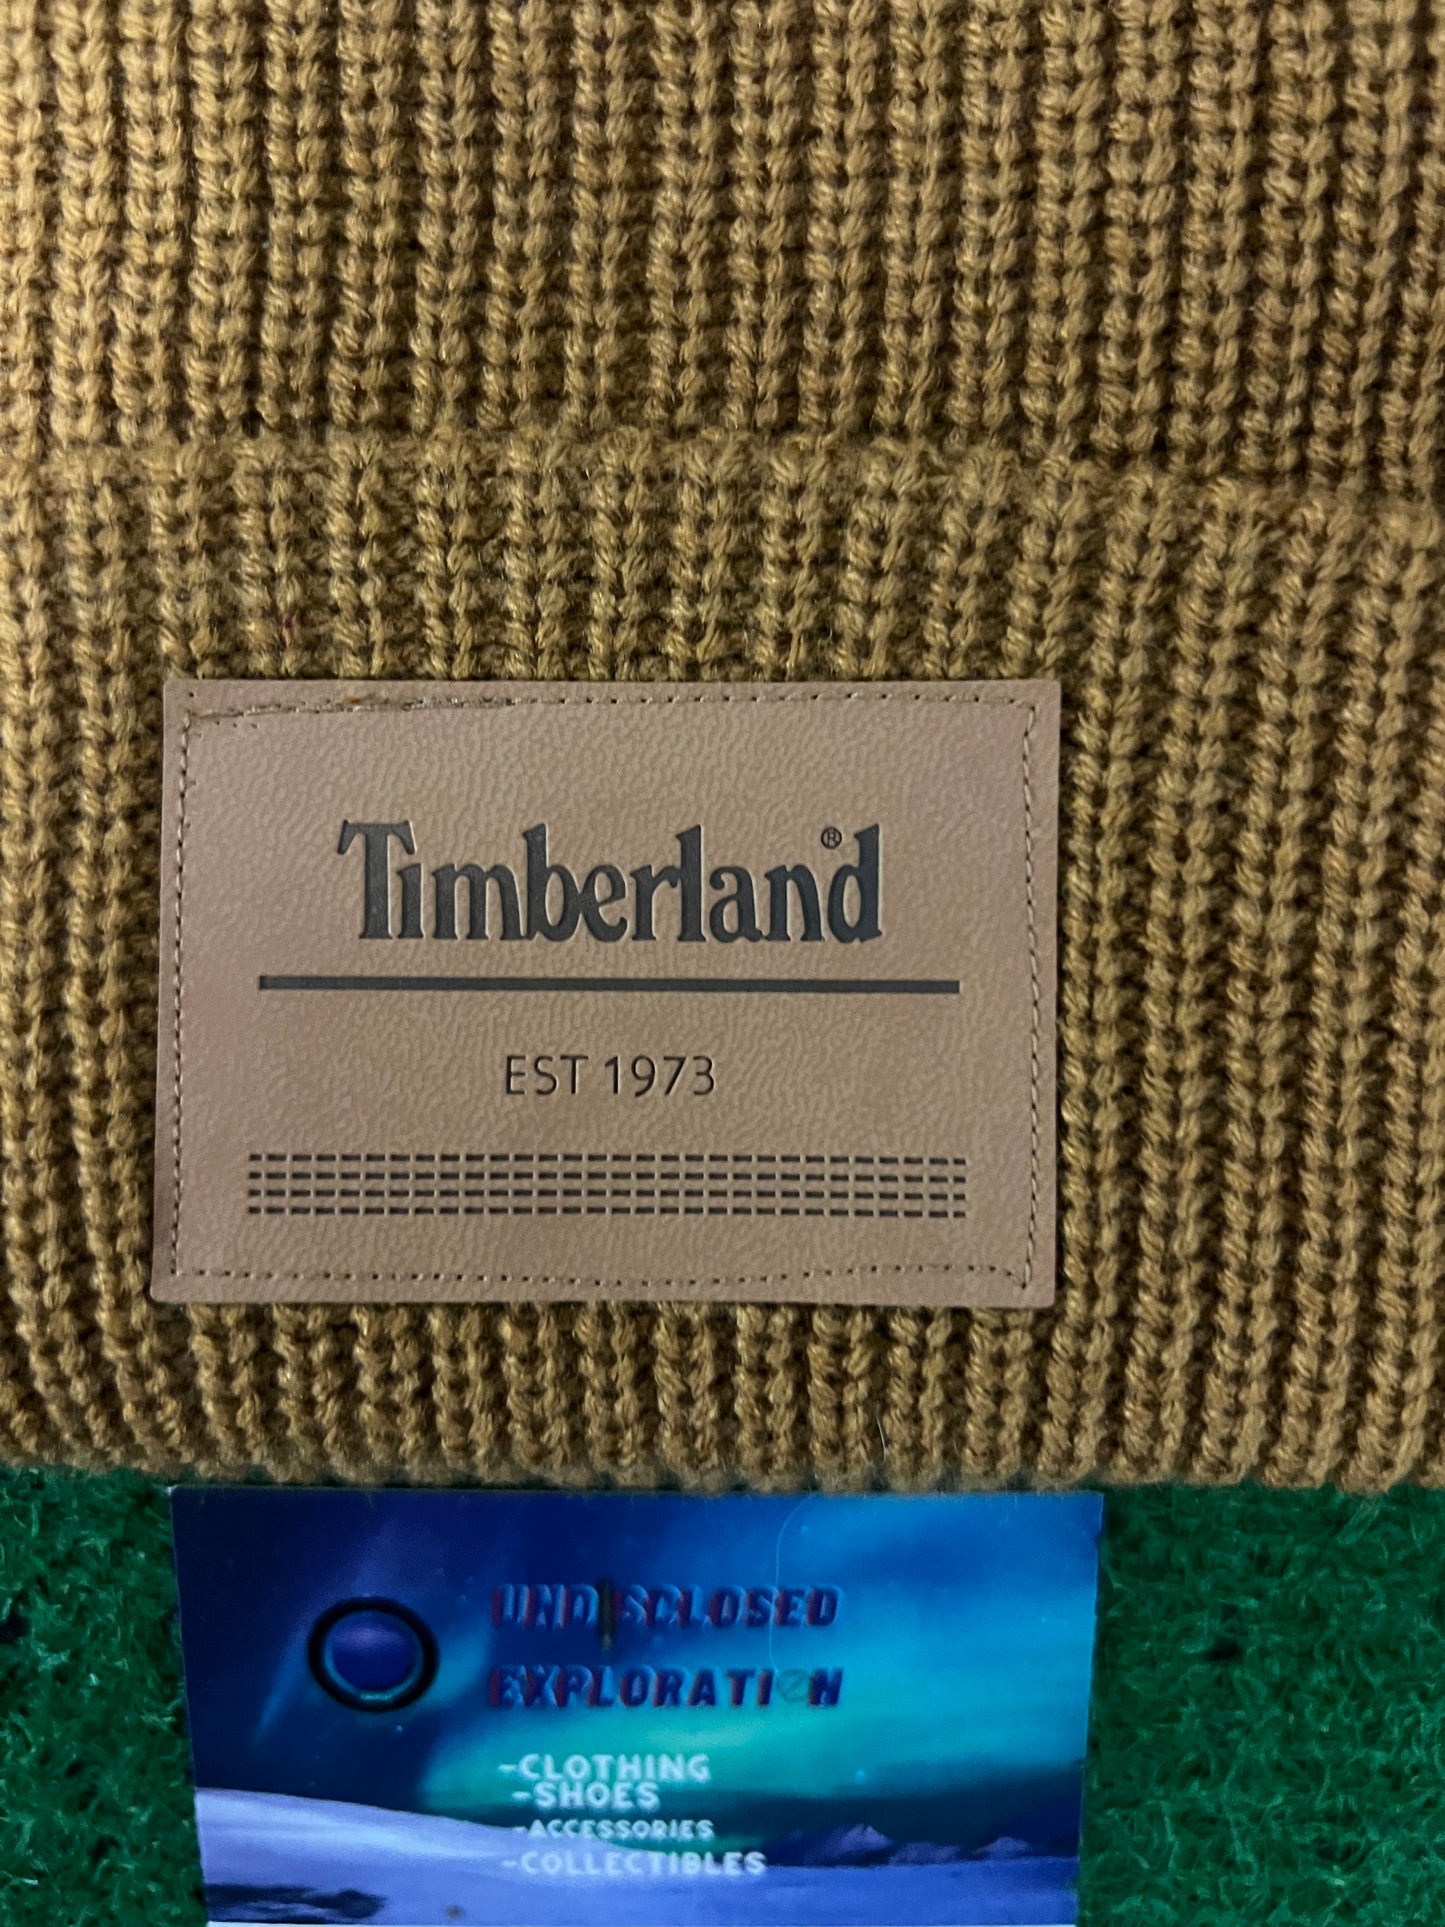 Timberland®
EST 1973
UNDISCLOSED
EXPLORATION
-CLOTHING
-SHOES
-ACCESSORIES
-COLLECTIBLES